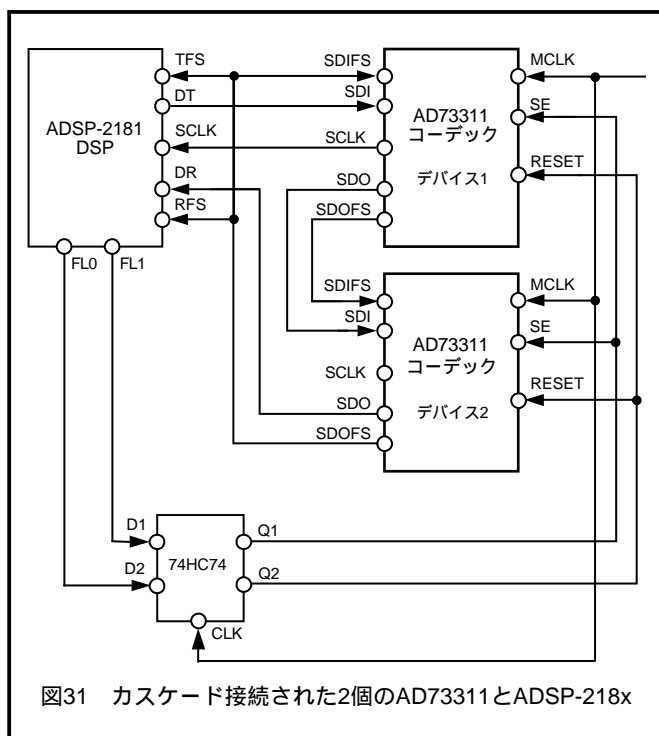 TFS
DT
SCLK
DR
RFS
ADSP-2181
DSP
FL0
FL1
SDIFS
SDI
SCLK
SDO
SDOFS
AD73311
コーデック
デバイス1
MCLK
SE
RESET
SDIFS
SDI
SCLK
SDO
SDOFS
AD73311
コーデック
デバイス2
MCLK
SE
RESET
D1
D2
74HC74
Q1
Q2
CLK
図31 カスケード接続された2個のAD73311とADSP-218x